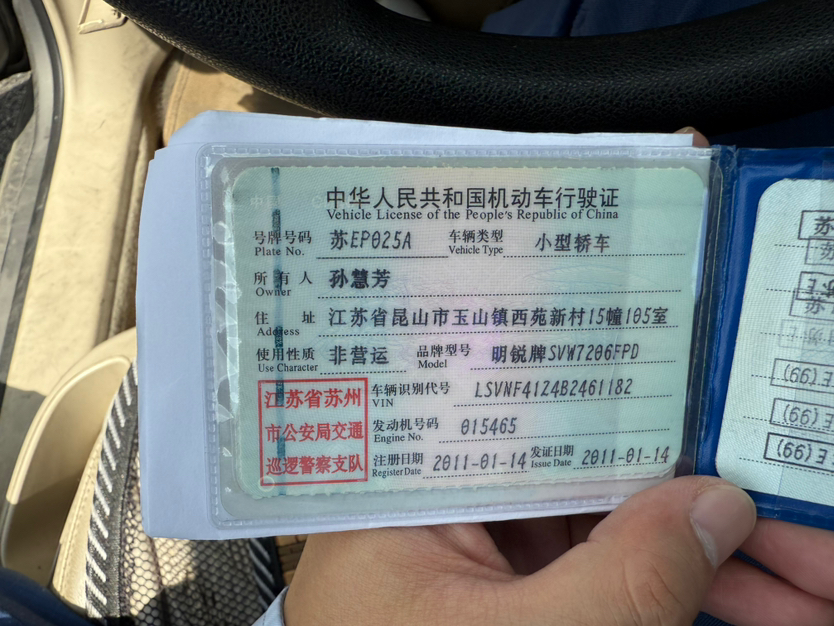 中华人民共和国机动车行驶证
Vehicle License of the People's Republic of China
号牌号码 苏EP025A 车辆类型 小型轿车
Plate No. Vehicle Type
所有人 孙慧芳
Owner
住址 江苏省昆山市玉山镇西苑新村15幢105室
Address
使用性质 非营运 品牌型号 明锐牌SVW7206FPD
Use Character Model
江苏省苏州
市公安局交通
巡逻警察支队
车辆识别代号 LSVNF41Z4B2461182
VIN
发动机号码 015465
Engine No.
注册日期 2011-01-14 发证日期 2011-01-14
Register Date Issue Date